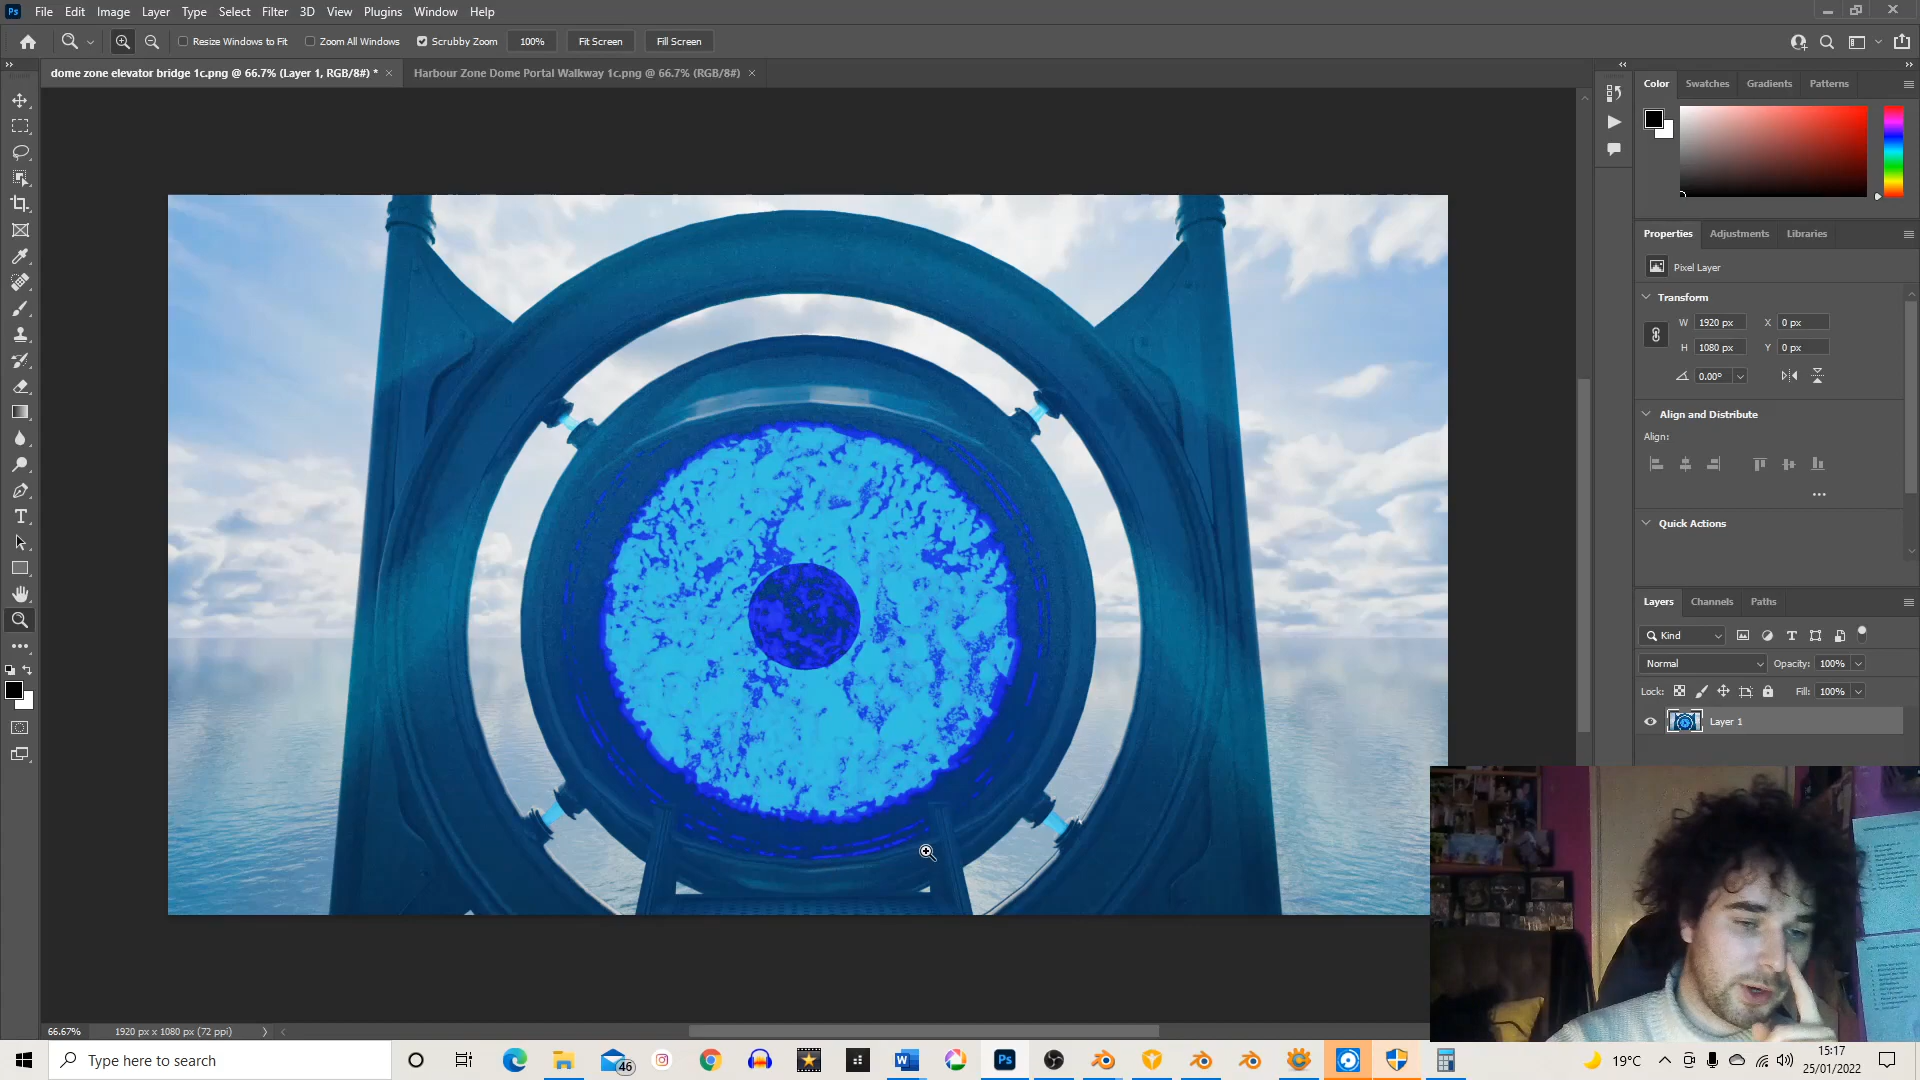 Ps File Edit Image Layer Type Select Filter 3D View Plugins Window Help
Resize Windows to Fit Zoom All Windows Scrubby Zoom 100% Fit Screen Fill Screen
dome zone elevator bridge 1c.png @ 66.7% (Layer 1, RGB/8#) * Harbour Zone Dome Portal Walkway 1c.png @ 66.7% (RGB/8#)
Color Swatches Gradients Patterns
Properties Adjustments Libraries
Pixel Layer
Transform
W 1920 px X 0 px
H 1080 px Y 0 px
0.00°
Align and Distribute
Align:
Quick Actions
Layers Channels Paths
Kind
Normal Opacity: 100%
Lock: Fill: 100%
Layer 1
66.67% 1920 px x 1080 px (72 ppi)
Type here to search
46
Ps
19°C
15:17
25/01/2022